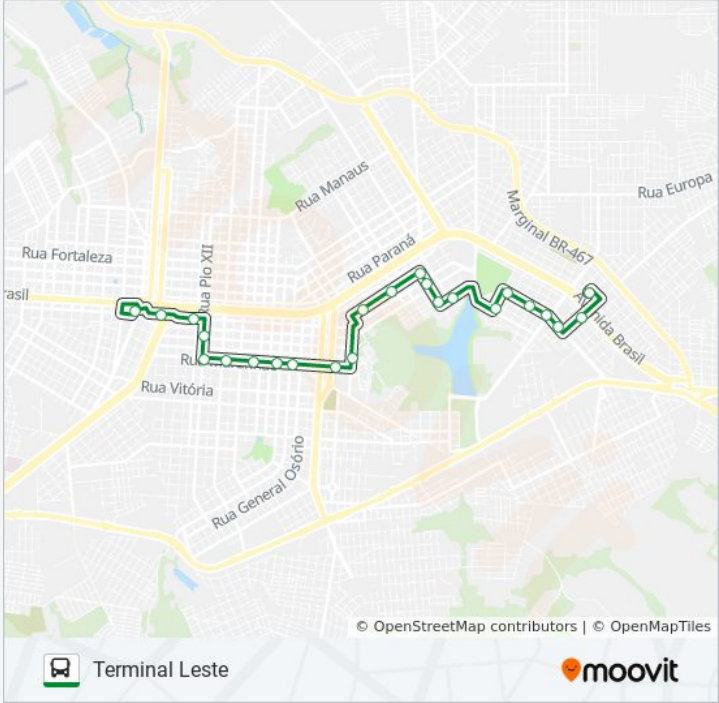 Rua Manaus
Rua Europa
Marginal BR-467
Rua Fortaleza
Rua Pio XII
Rua Paraná
rasil
Avenida Brasil
Rua
Rua Vitória
Rua General Osório
© OpenStreetMap contributors | © OpenMapTiles
Terminal Leste
moovit